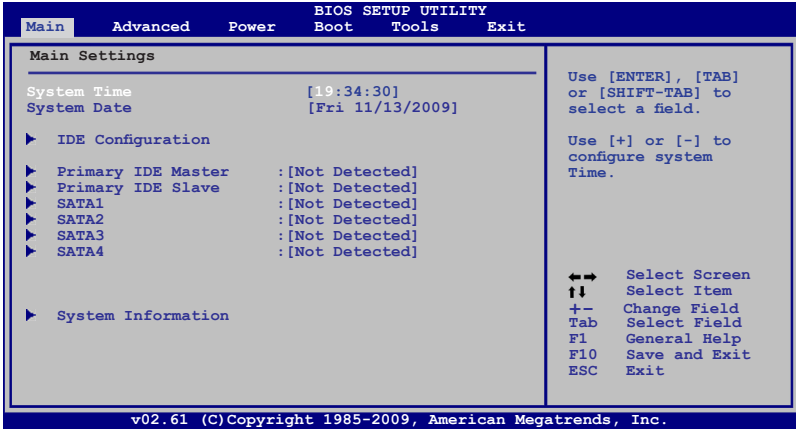 BIOS SETUP UTILITY
Main Advanced Power Boot Tools Exit
Main Settings
System Time [19:34:30]
System Date [Fri 11/13/2009]
IDE Configuration
Primary IDE Master :[Not Detected]
Primary IDE Slave :[Not Detected]
SATA1 :[Not Detected]
SATA2 :[Not Detected]
SATA3 :[Not Detected]
SATA4 :[Not Detected]
System Information
Use [ENTER], [TAB]
or [SHIFT-TAB] to
select a field.
Use [+] or [-] to
configure system
Time.
←→ Select Screen
↑↓ Select Item
+- Change Field
Tab Select Field
F1 General Help
F10 Save and Exit
ESC Exit
v02.61 (C)Copyright 1985-2009, American Megatrends, Inc.